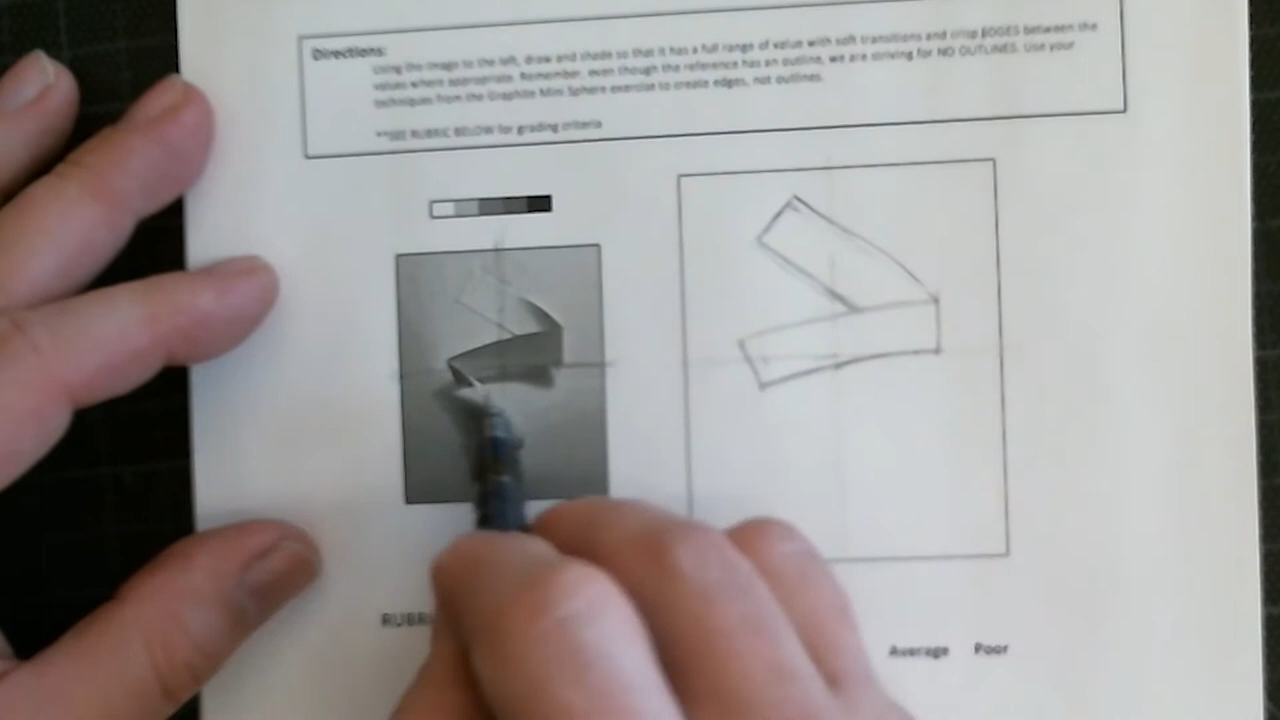 Directions:
Using the image to the left, draw and shade so that it has a full range of value with soft transitions and crisp EDGES between the
values where appropriate. Remember, even though the reference has an outline, we are striving for NO OUTLINES. Use your
techniques from the Graphite Mini Sphere exercise to create edges, not outlines.
**SEE RUBRIC BELOW for grading criteria
Average Poor